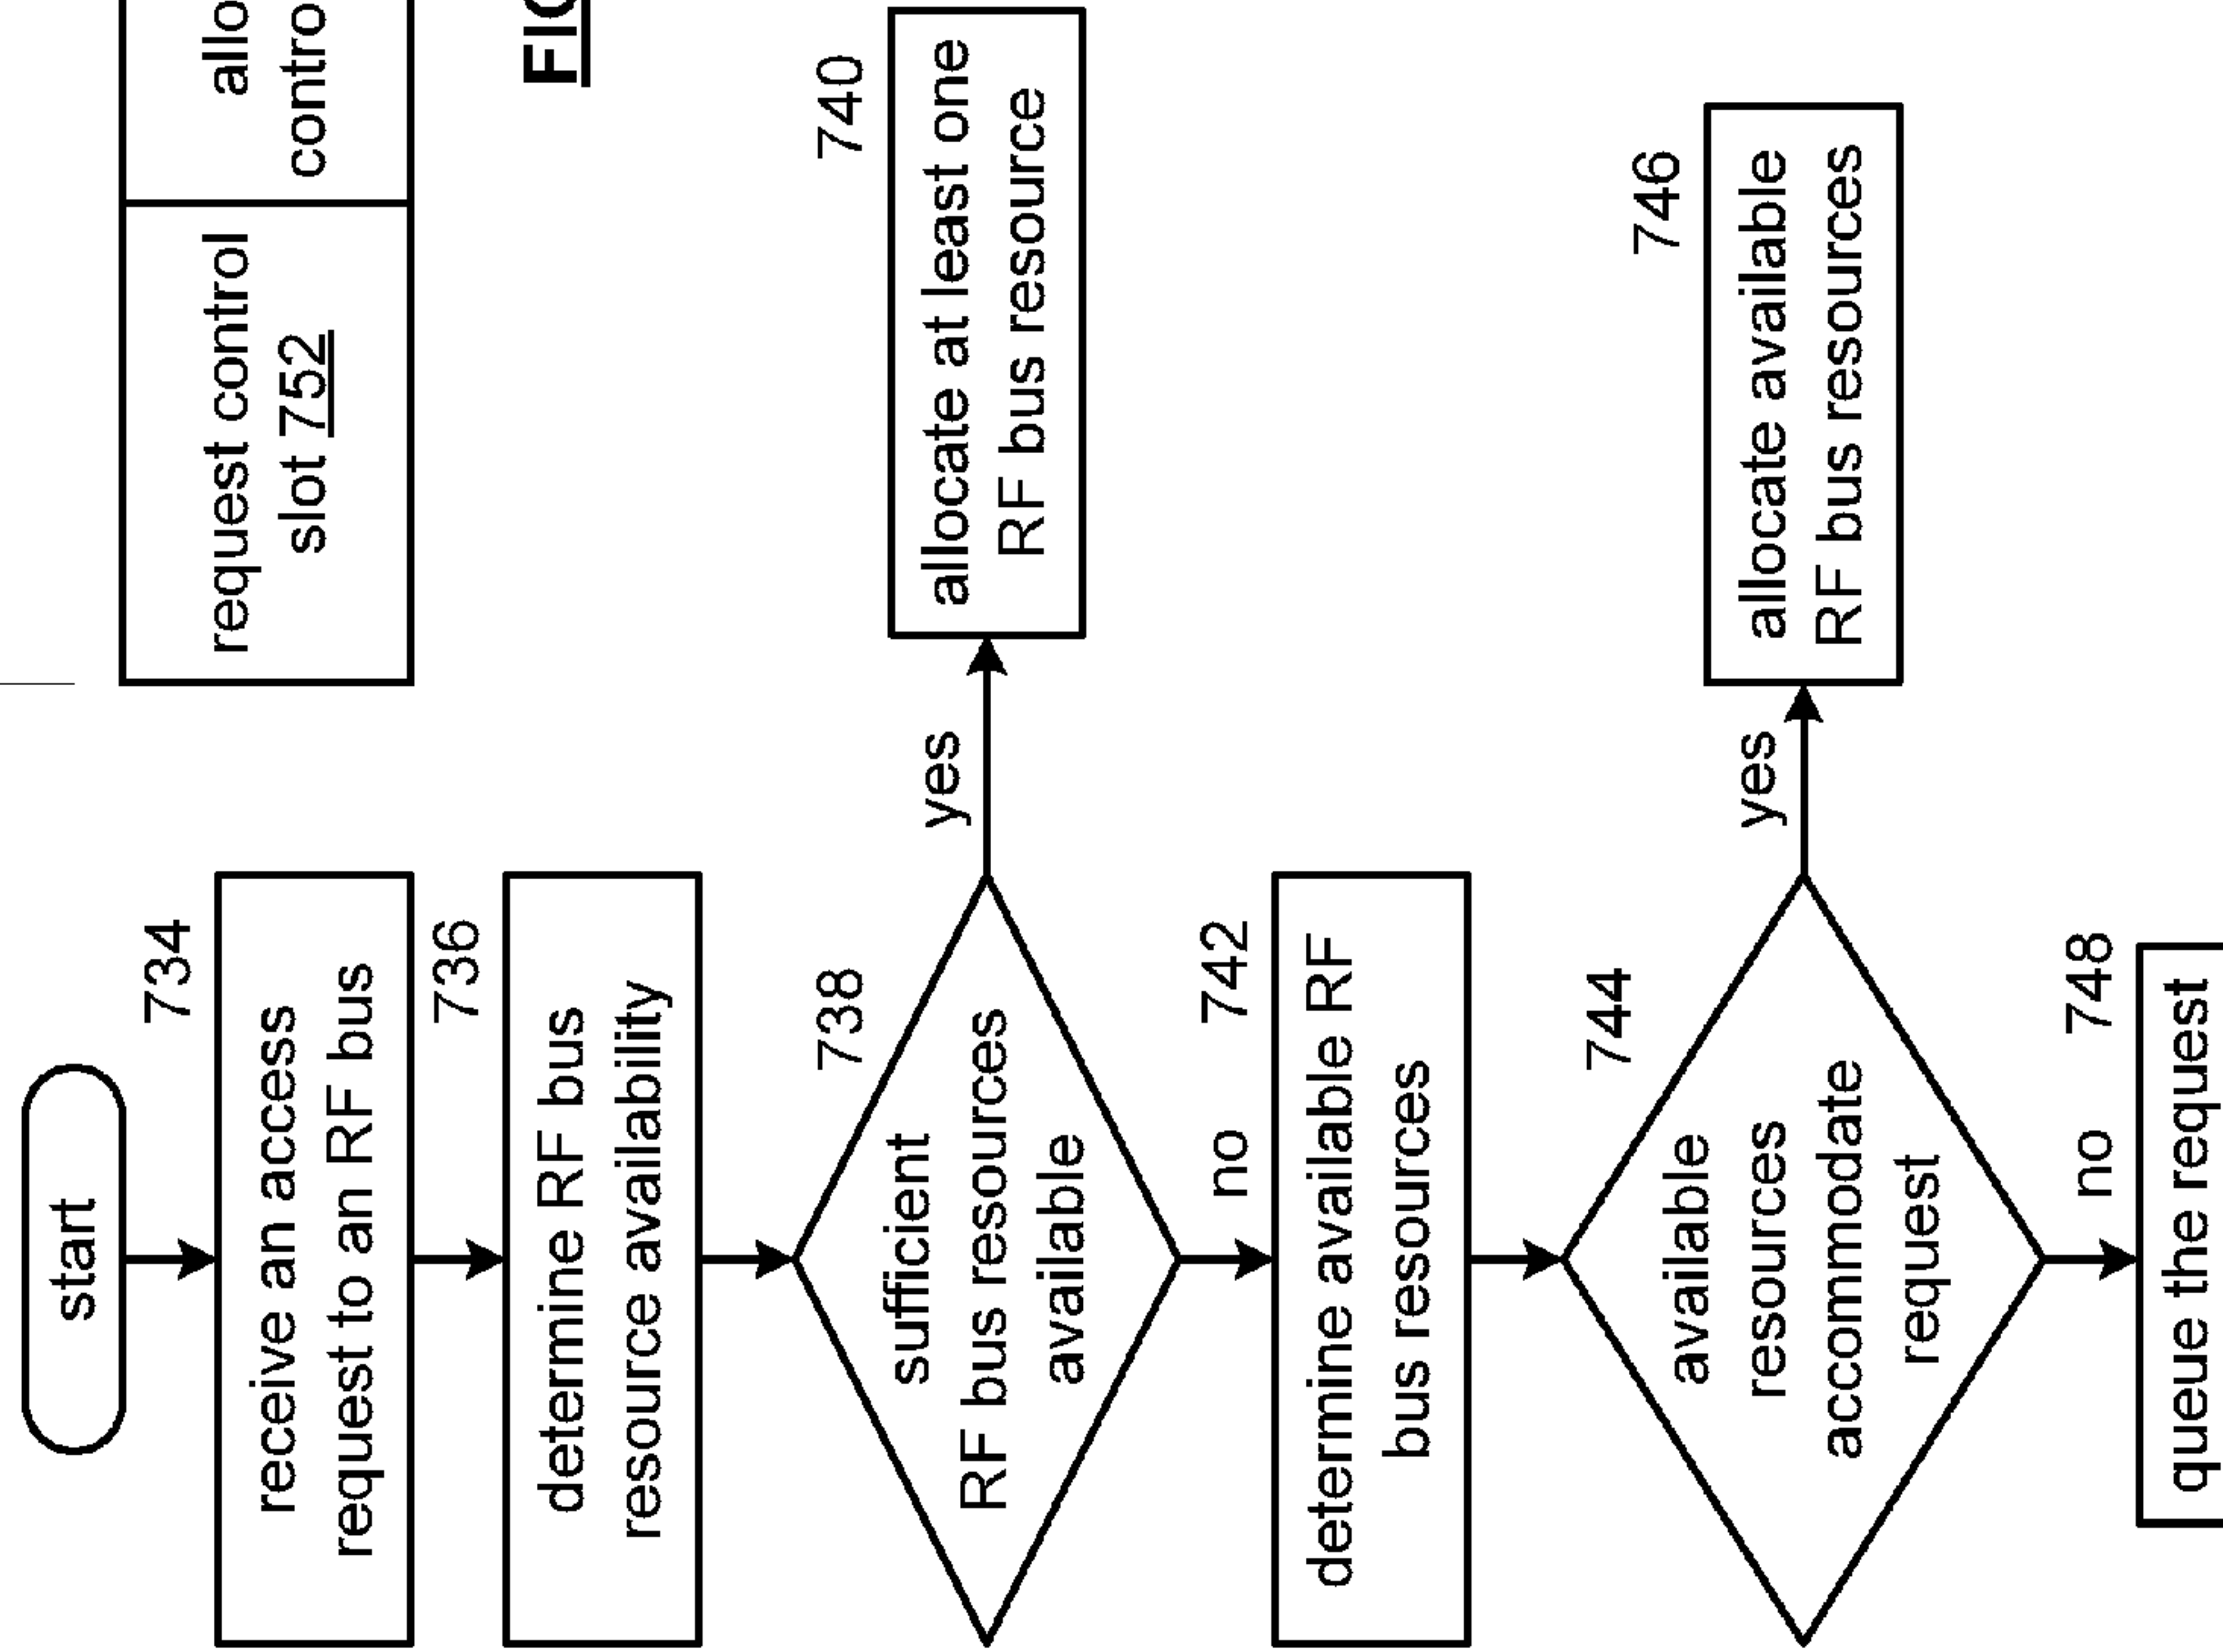 start
734
receive an access
request to an RF bus
736
determine RF bus
resource availability
738
sufficient
RF bus resources
available
yes
740
allocate at least one
RF bus resource
no
742
determine available RF
bus resources
744
available
resources
accommodate
request
yes
746
allocate available
RF bus resources
no
748
queue the request
request control
slot 752